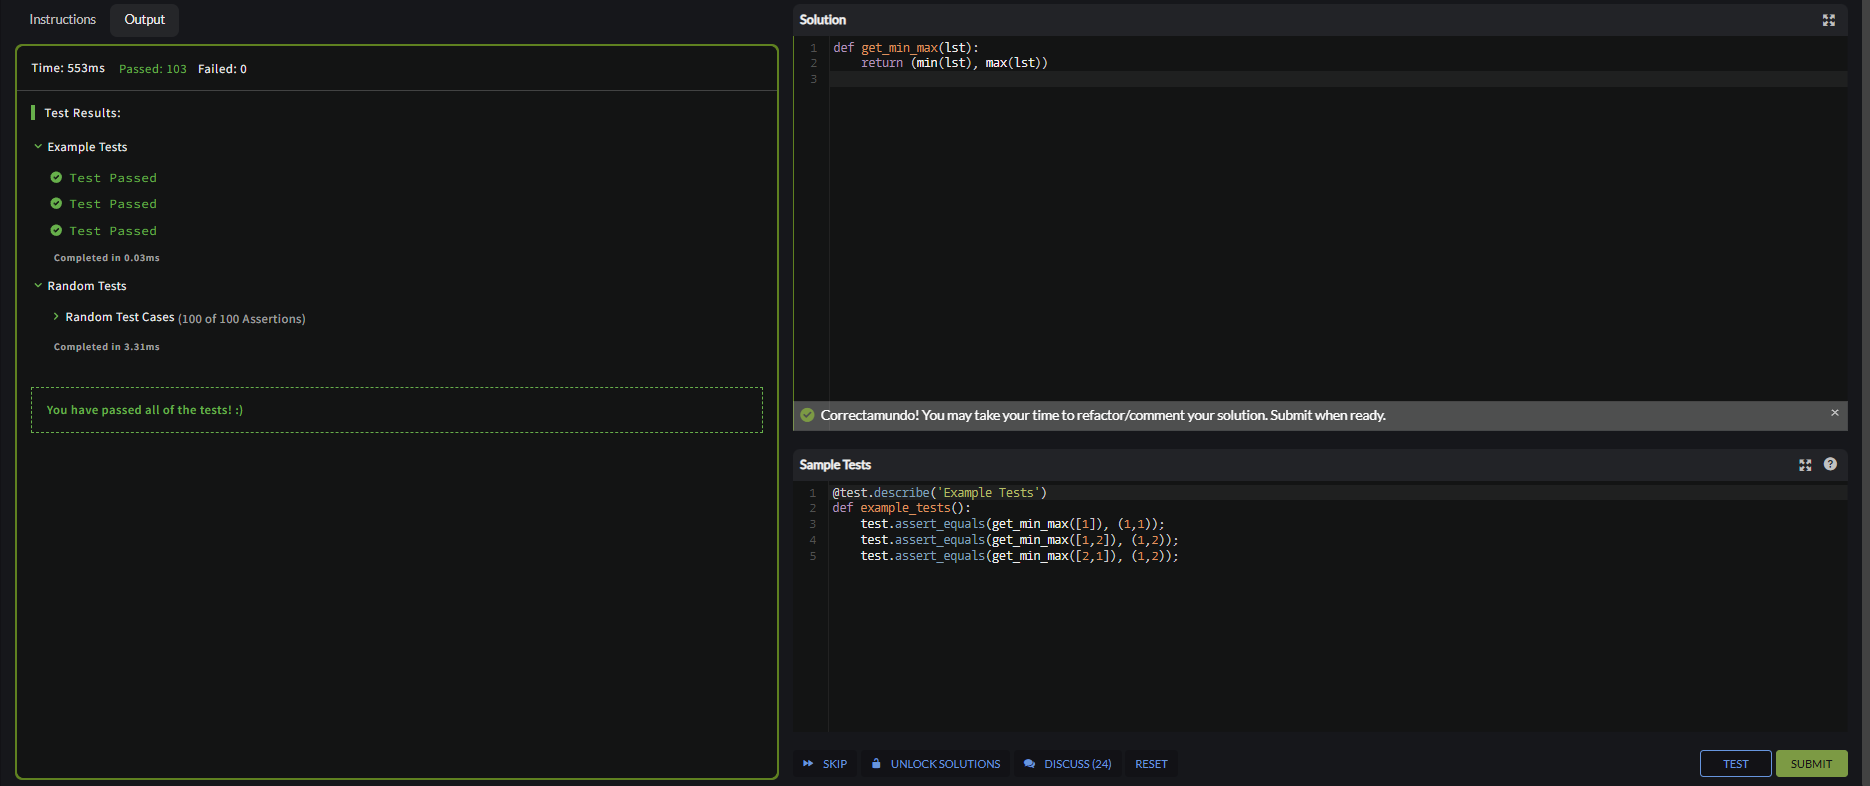 Instructions
Output
Time: 553ms Passed: 103 Failed: 0
Test Results:
Example Tests
Test Passed
Test Passed
Test Passed
Completed in 0.03ms
Random Tests
Random Test Cases (100 of 100 Assertions)
Completed in 3.31ms
You have passed all of the tests! :)
Solution
1 def get_min_max(lst):
2     return (min(lst), max(lst))
3
Correctamundo! You may take your time to refactor/comment your solution. Submit when ready. ×
Sample Tests ?
1 @test.describe('Example Tests')
2 def example_tests():
3     test.assert_equals(get_min_max([1]), (1,1));
4     test.assert_equals(get_min_max([1,2]), (1,2));
5     test.assert_equals(get_min_max([2,1]), (1,2));
SKIP UNLOCK SOLUTIONS DISCUSS (24) RESET TEST SUBMIT